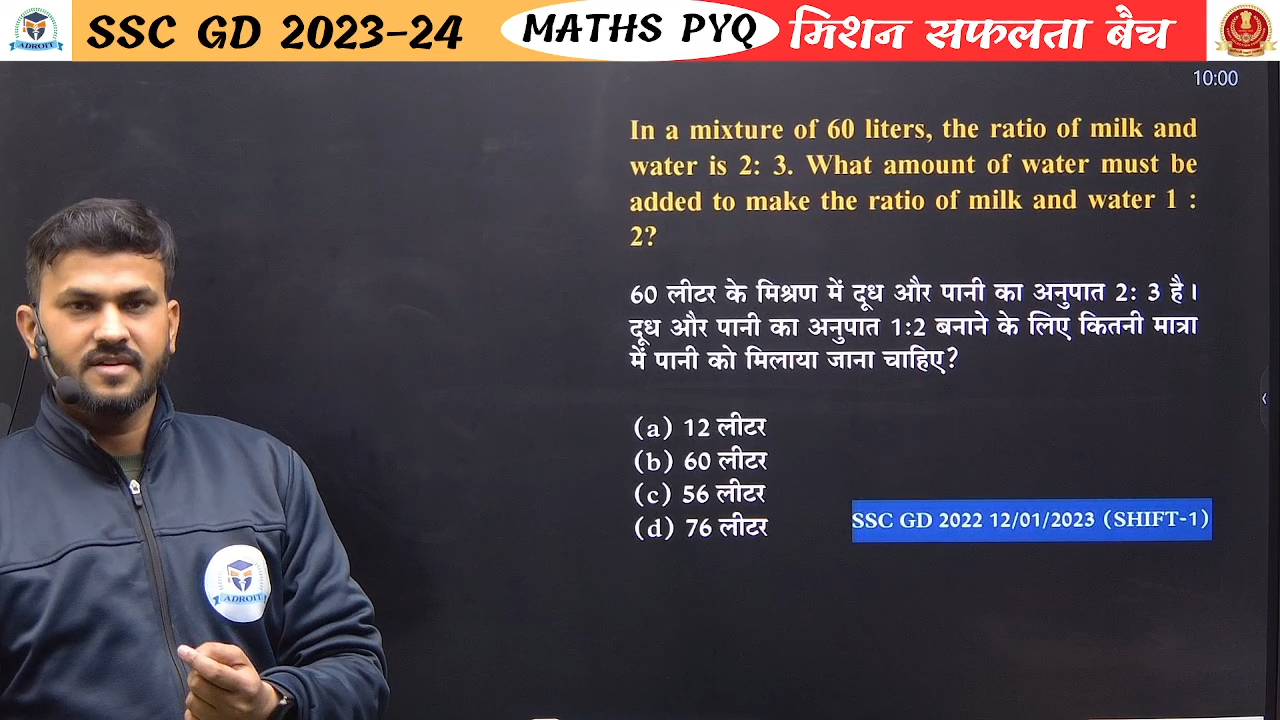 ADROIT
SSC GD 2023-24
MATHS PYQ
मिशन सफलता बैच
10:00
In a mixture of 60 liters, the ratio of milk and
water is 2: 3. What amount of water must be
added to make the ratio of milk and water 1 :
2?
60 लीटर के मिश्रण में दूध और पानी का अनुपात 2: 3 है।
दूध और पानी का अनुपात 1:2 बनाने के लिए कितनी मात्रा
में पानी को मिलाया जाना चाहिए?
(a) 12 लीटर
(b) 60 लीटर
(c) 56 लीटर
(d) 76 लीटर
SSC GD 2022 12/01/2023 (SHIFT-1)
ADROIT